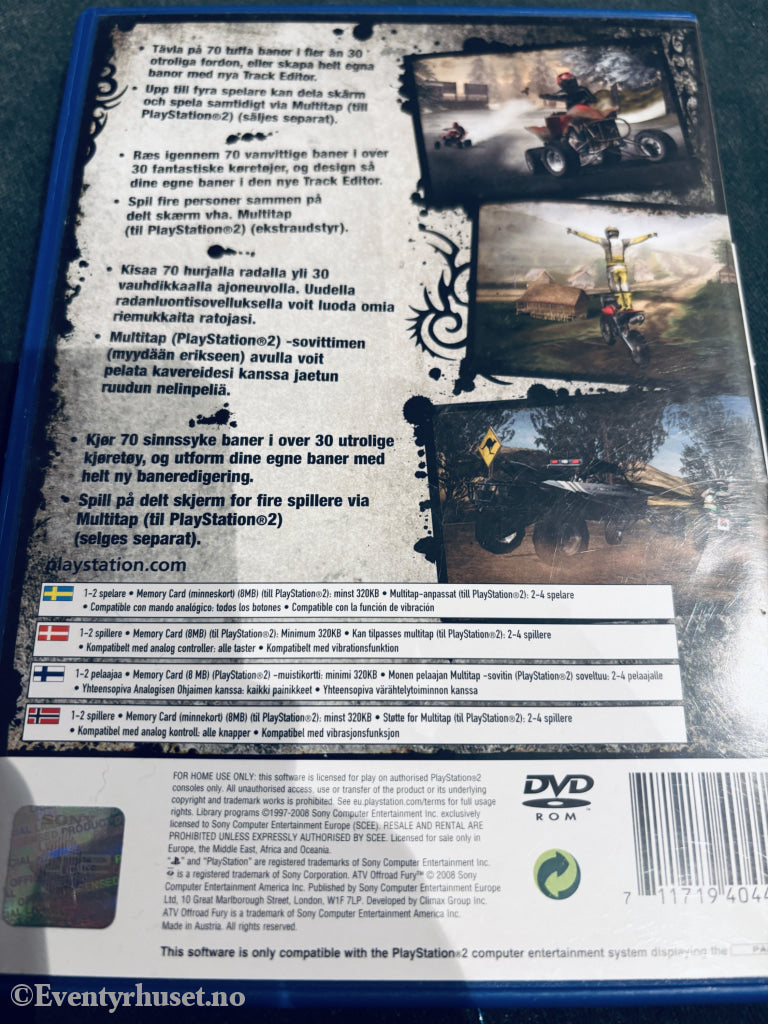 • Tävla på 70 tuffa banor i fler än 30
otroliga fordon, eller skapa helt egna
banor med nya Track Editor.
• Upp till fyra spelare kan dela skärm
och spela samtidigt via Multitap (till
PlayStation®2) (säljes separat).
• Ræs igennem 70 vanvittige baner i over
30 fantastiske køretøjer, og design så
dine egne baner i den nye Track Editor.
• Spil fire personer sammen på
delt skærm vha. Multitap
(til PlayStation®2) (ekstraudstyr).
• Kisaa 70 hurjalla radalla yli 30
vauhdikkaalla ajoneuvolla. Uudella
radanluontisovelluksella voit luoda omia
riemukkaita ratojasi.
• Multitap (PlayStation®2) -sovittimen
(myydään erikseen) avulla voit
pelata kavereidesi kanssa jaetun
ruudun nelinpeliä.
• Kjør 70 sinnssyke baner i over 30 utrolige
kjøretøy, og utform dine egne baner med
helt ny baneredigering.
• Spill på delt skjerm for fire spillere via
Multitap (til PlayStation®2)
(selges separat).
playstation.com
1-2 spelare • Memory Card (minneskort) (8MB) (till PlayStation®2): minst 320KB • Multitap-anpassat (till PlayStation®2): 2-4 spelare
• Compatible con mando analógico: todos los botones • Compatible con la función de vibración
1-2 spillere • Memory Card (8MB) (til PlayStation®2): Minimum 320KB • Kan tilpasses multitap (til PlayStation®2): 2-4 spillere
• Kompatibelt med analog controller: alle taster • Kompatibelt med vibrationsfunktion
1-2 pelaajaa • Memory Card (8 MB) (PlayStation®2) -muistikortti: minimi 320KB • Monen pelaajan Multitap -sovitin (PlayStation®2) soveltuu: 2-4 pelaajalle
• Yhteensopiva Analogisen Ohjaimen kanssa: kaikki painikkeet • Yhteensopiva värähtelytoiminnon kanssa
1-2 spillere • Memory Card (minnekort) (8MB) (til PlayStation®2): minst 320KB • Støtte for Multitap (til PlayStation®2): 2-4 spillere
• Kompatibel med analog kontroll: alle knapper • Kompatibel med vibrasjonsfunksjon
FOR HOME USE ONLY: this software is licensed for play on authorised PlayStation®2
consoles only. All unauthorised access, use or transfer of the product or its underlying
copyright and trademark works is prohibited. See eu.playstation.com/terms for full usage
rights. Library programs ©1997-2008 Sony Computer Entertainment Inc. exclusively
licensed to Sony Computer Entertainment Europe (SCEE). RESALE AND RENTAL ARE
PROHIBITED UNLESS EXPRESSLY AUTHORISED BY SCEE. Licensed for sale only in
Europe, the Middle East, Africa and Oceania.
" " and "PlayStation" are registered trademarks of Sony Computer Entertainment Inc.
is a registered trademark of Sony Corporation. ATV Offroad Fury™ © 2008 Sony
Computer Entertainment America Inc. Published by Sony Computer Entertainment Europe
Ltd, 10 Great Marlborough Street, London, W1F 7LP. Developed by Climax Group Inc.
ATV Offroad Fury is a trademark of Sony Computer Entertainment America Inc.
Made in Austria. All rights reserved.
This software is only compatible with the PlayStation®2 computer entertainment system displaying the
DVD
ROM
SONY
7 11719 4044
©Eventyrhuset.no